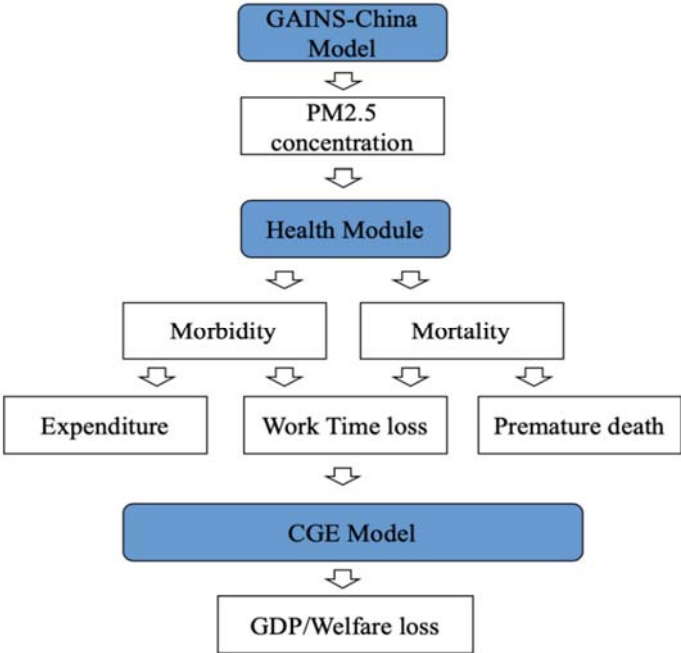 GAINS-China
Model
PM2.5
concentration
Health Module
Morbidity
Mortality
Expenditure
Work Time loss
Premature death
CGE Model
GDP/Welfare loss